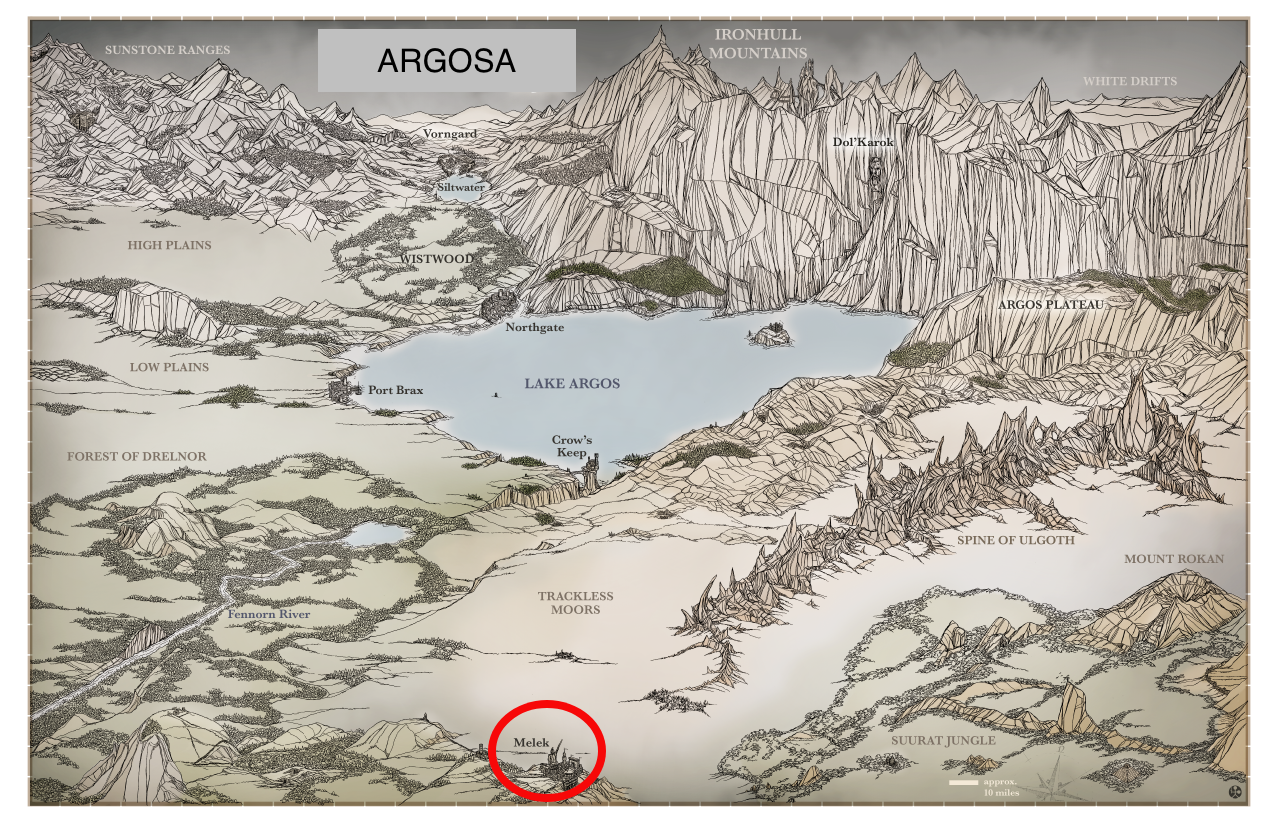 ARGOSA
SUNSTONE RANGES
IRONHULL
MOUNTAINS
WHITE DRIFTS
Vorngard
Dol'Karok
Siltwater
HIGH PLAINS
WISTWOOD
ARGOS PLATEAU
Northgate
LOW PLAINS
LAKE ARGOS
Port Brax
Crow's
Keep
FOREST OF DRELNOR
SPINE OF ULGOTH
MOUNT ROKAN
TRACKLESS
MOORS
Fennorn River
Melek
SUURAT JUNGLE
approx.
10 miles